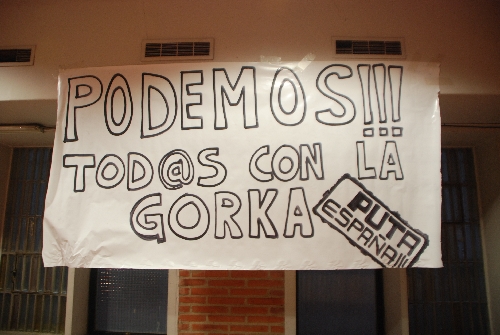 PODEMOS!!!
TOD@S CON LA
GORKA
PUTA
ESPAÑA!!!